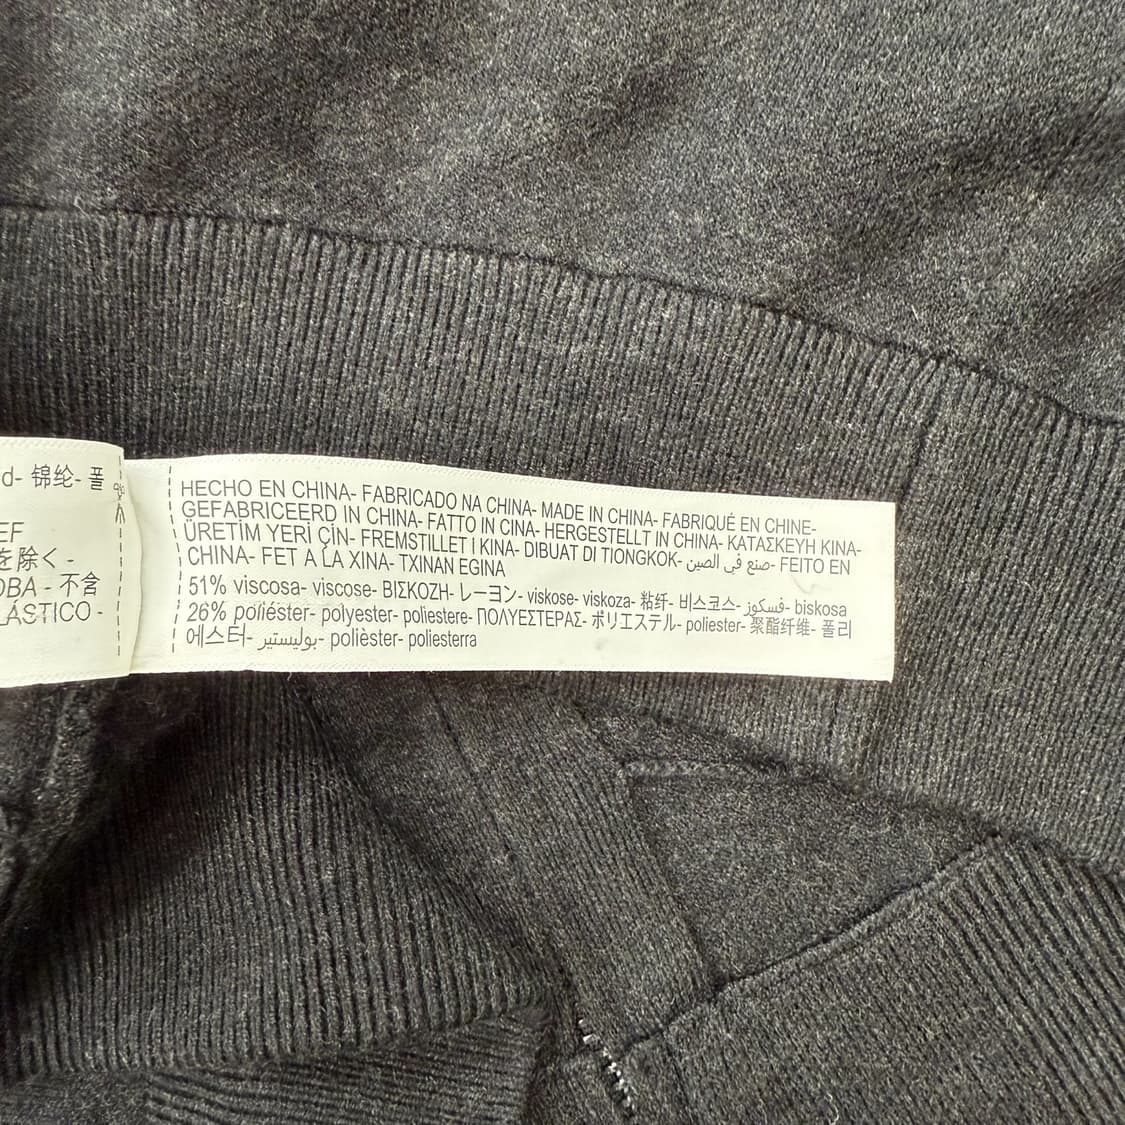 d- 锦纶- 폴
EF
を除く-
OBA - 不含
LÁSTICO -
HECHO EN CHINA- FABRICADO NA CHINA- MADE IN CHINA- FABRIQUÉ EN CHINE-
GEFABRICEERD IN CHINA- FATTO IN CINA- HERGESTELLT IN CHINA- ΚΑΤΑΣΚΕΥΗ ΚΙΝΑ-
ÜRETİM YERİ ÇİN- FREMSTILLET I KINA- DIBUAT DI TIONGKOK- صنع في الصين- FEITO EN
CHINA- FET A LA XINA- TXINAN EGINA
51% viscosa- viscose- ΒΙΣΚΟΖΗ- レーヨン- viskose- viskoza- 粘纤- 비스코스- فسكوز- biskosa
26% poliéster- polyester- poliestere- ΠΟΛΥΕΣΤΕΡΑΣ- ポリエステル- poliester- 聚酯纤维- 폴리
에스터- بوليستير- polièster- poliesterra